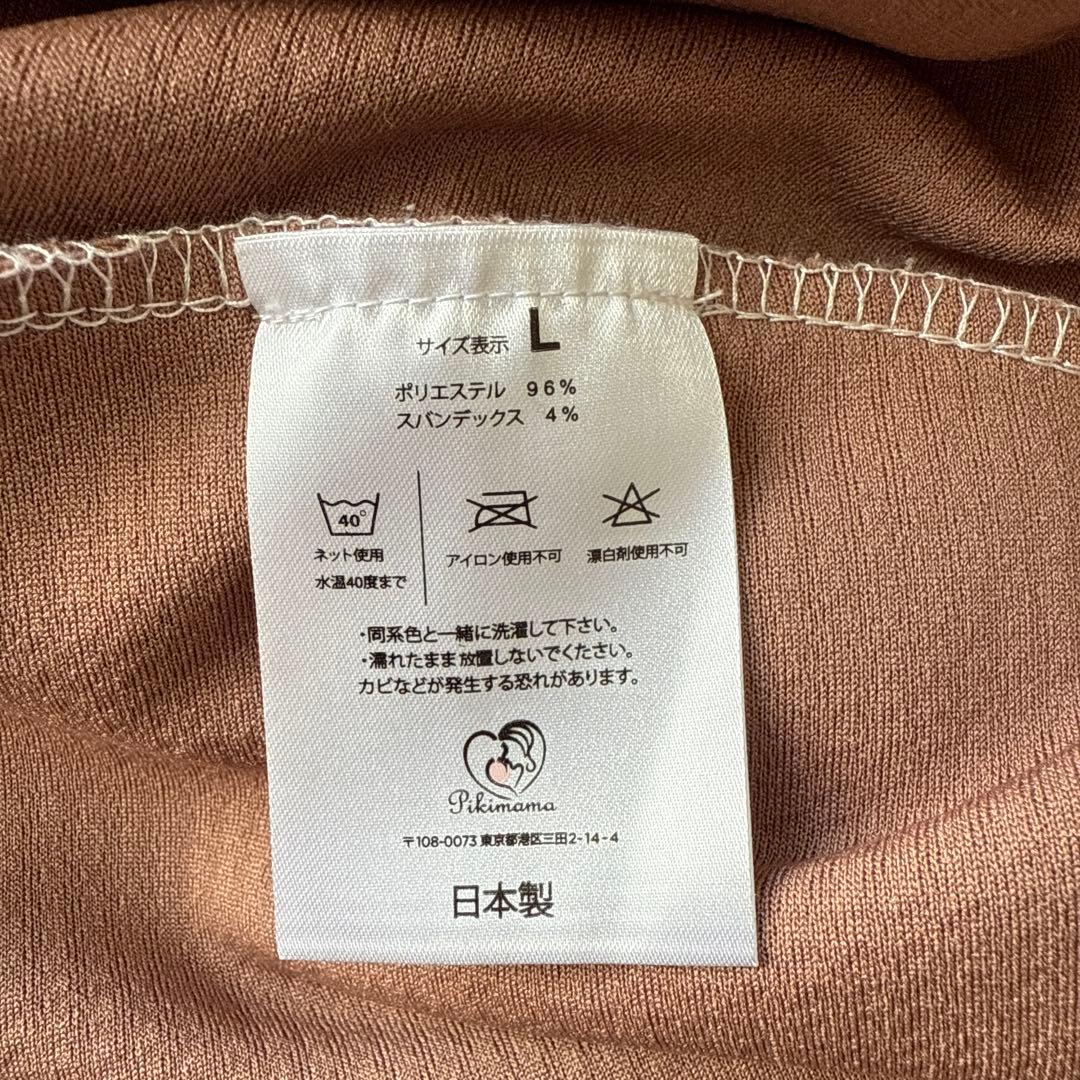 サイズ表示 L
ポリエステル 96%
スパンデックス 4%
40°
ネット使用
水温40度まで
アイロン使用不可
漂白剤使用不可
・同系色と一緒に洗濯して下さい。
・濡れたまま放置しないでください。
カビなどが発生する恐れがあります。
Pikimama
〒108-0073 東京都港区三田2-14-4
日本製